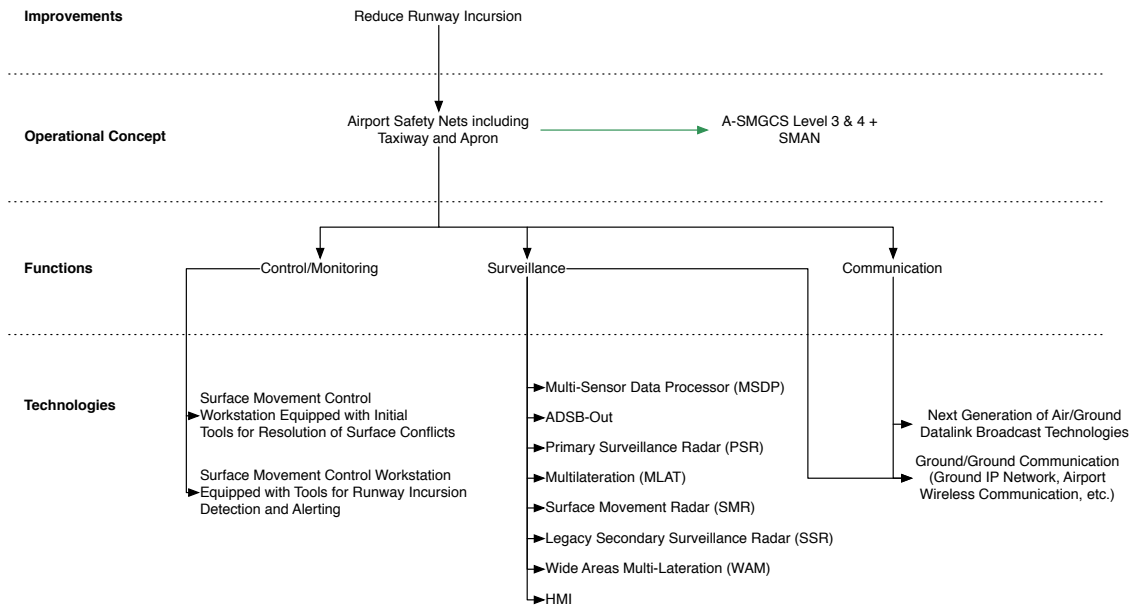 Improvements
Reduce Runway Incursion
Operational Concept
Airport Safety Nets including
Taxiway and Apron
A-SMGCS Level 3 & 4 +
SMAN
Functions
Control/Monitoring
Surveillance
Communication
Technologies
Surface Movement Control
Workstation Equipped with Initial
Tools for Resolution of Surface Conflicts
Surface Movement Control Workstation
Equipped with Tools for Runway Incursion
Detection and Alerting
Multi-Sensor Data Processor (MSDP)
ADSB-Out
Primary Surveillance Radar (PSR)
Multilateration (MLAT)
Surface Movement Radar (SMR)
Legacy Secondary Surveillance Radar (SSR)
Wide Areas Multi-Lateration (WAM)
HMI
Next Generation of Air/Ground
Datalink Broadcast Technologies
Ground/Ground Communication
(Ground IP Network, Airport
Wireless Communication, etc.)